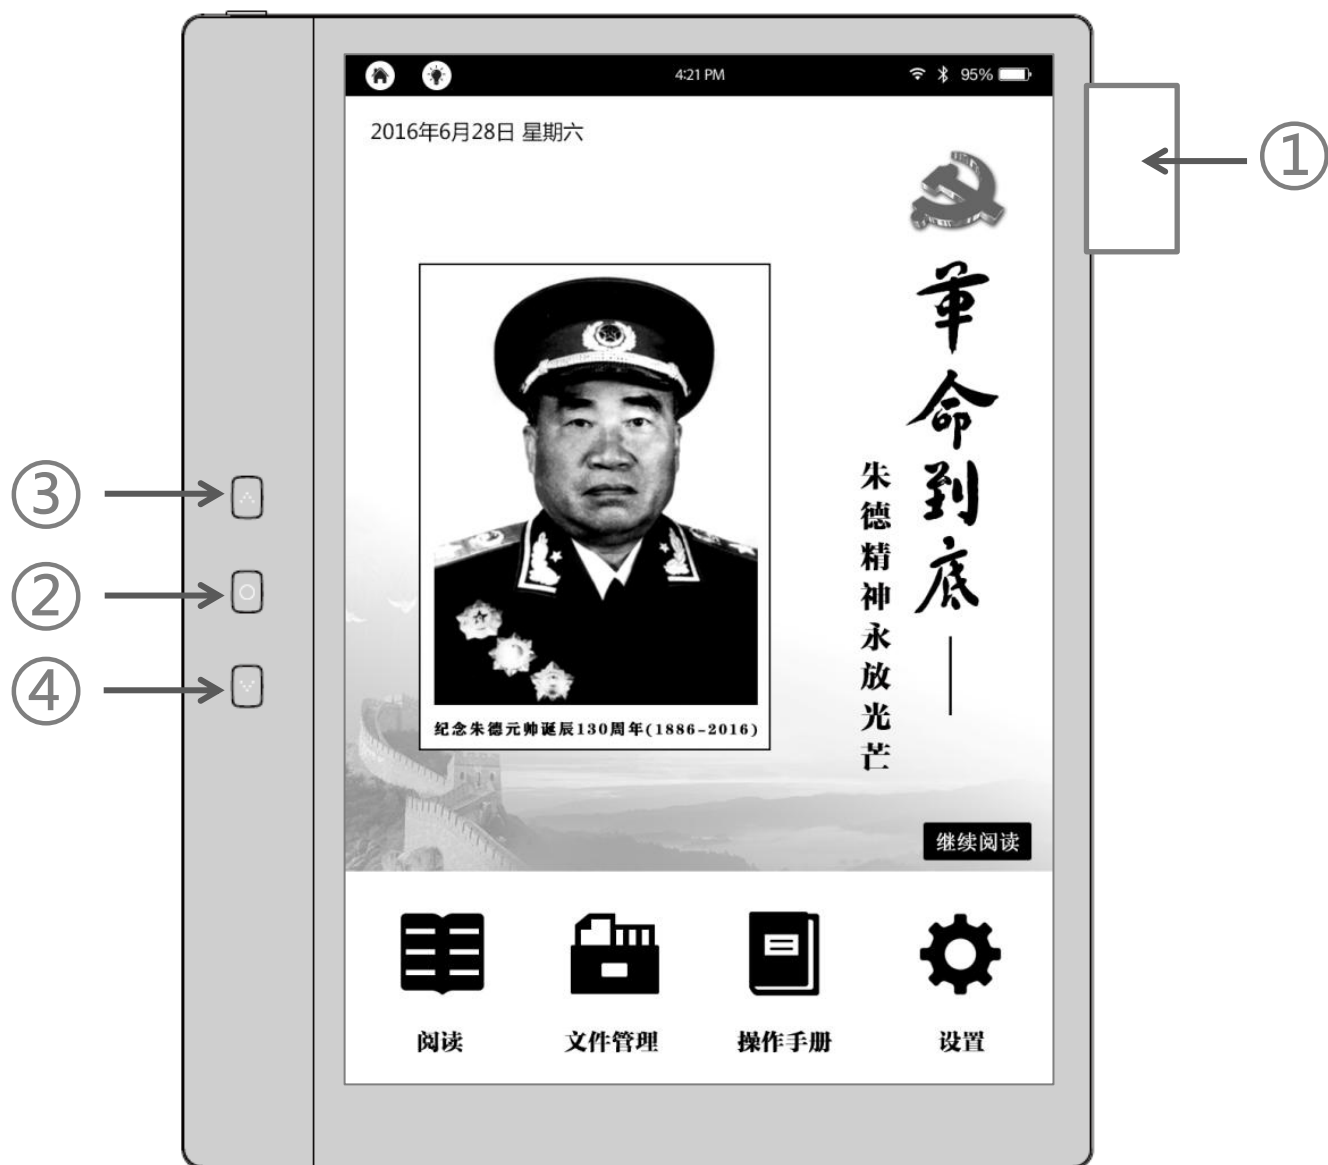 4:21 PM
95%
2016年6月28日 星期六
革命到底——
朱德精神永放光芒
纪念朱德元帅诞辰130周年(1886-2016)
继续阅读
阅读
文件管理
操作手册
设置
①
③
②
④